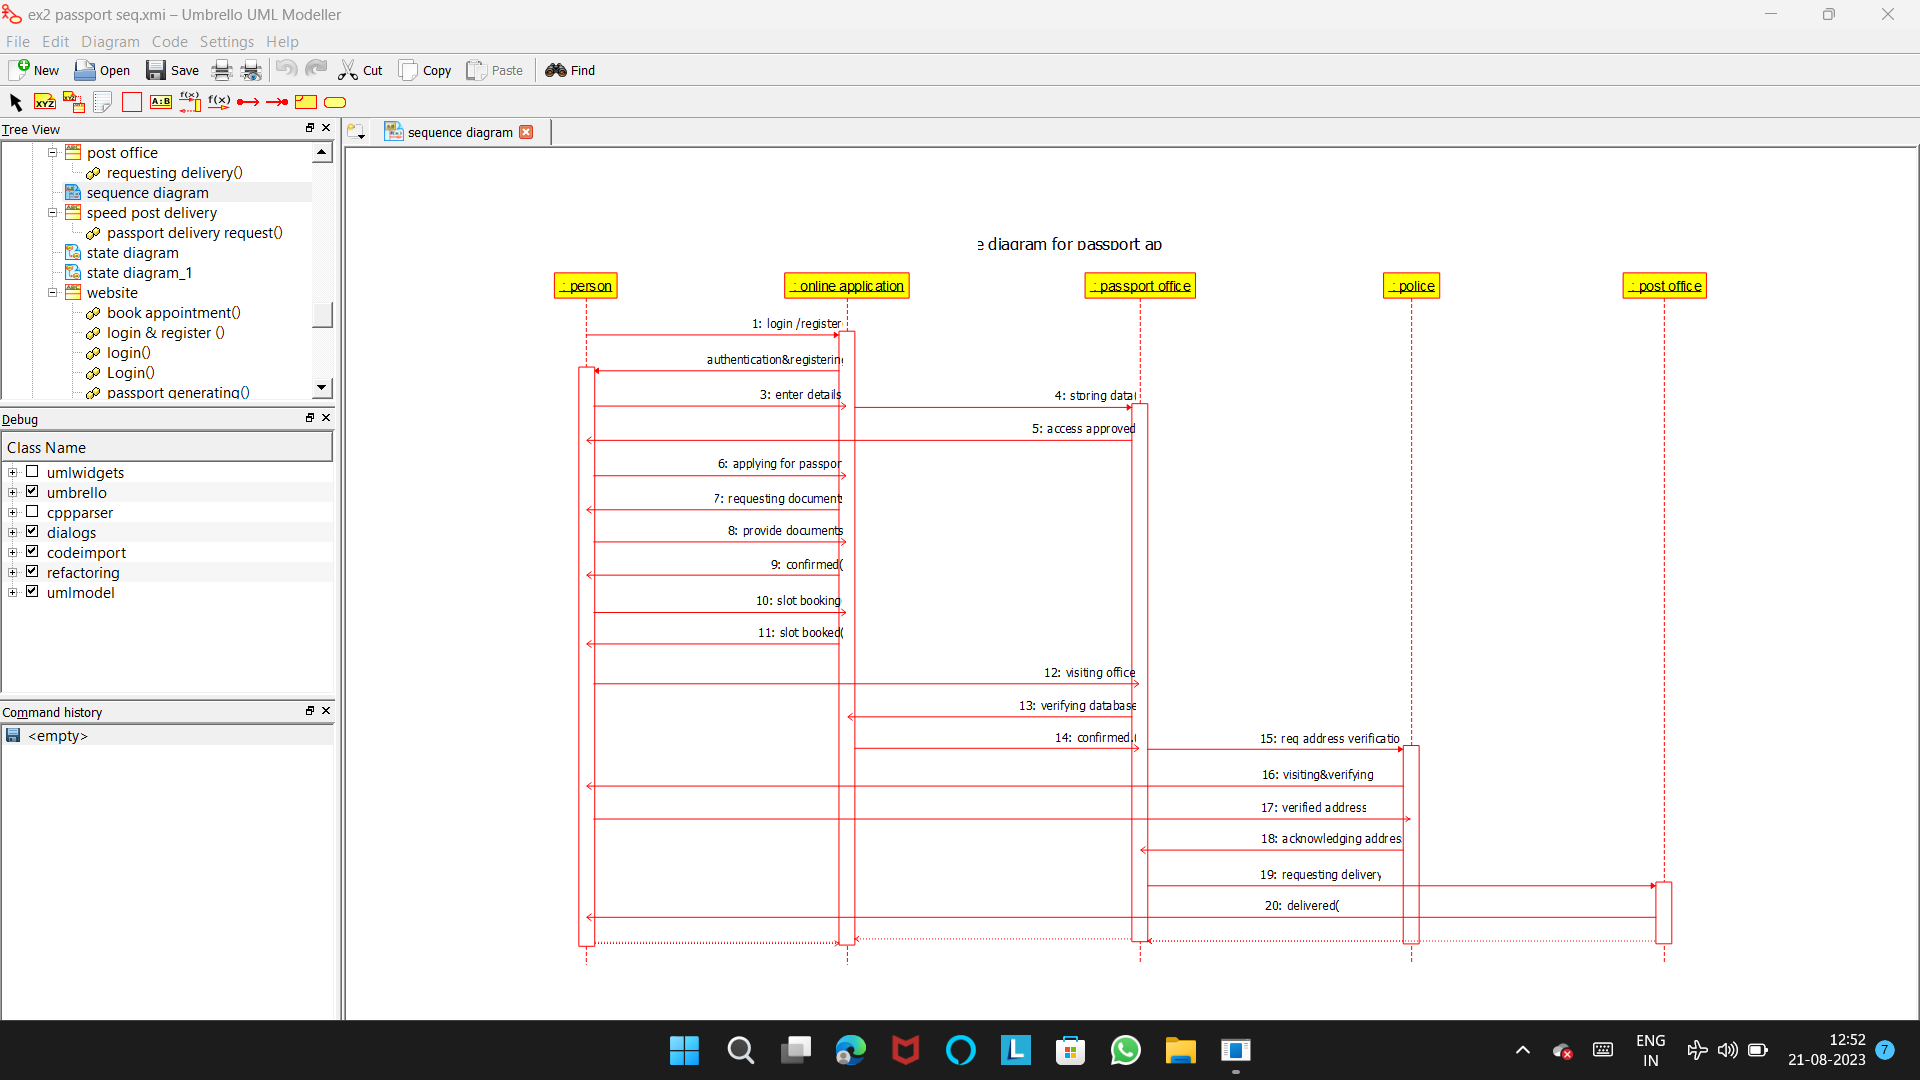 ex2 passport seq.xmi – Umbrello UML Modeller
File Edit Diagram Code Settings Help
New Open Save Cut Copy Paste Find
XYZ XYZ A:B f(x) f(x)
Tree View
sequence diagram
post office
requesting delivery()
sequence diagram
speed post delivery
passport delivery request()
state diagram
state diagram_1
website
book appointment()
login & register ()
login()
Login()
passport generating()
Debug
Class Name
umlwidgets
umbrello
cppparser
dialogs
codeimport
refactoring
umlmodel
Command history
<empty>
e diagram for passport ap
: person : online application : passport office : police : post office
1: login /register
authentication&registering
3: enter details
4: storing data(
5: access approved
6: applying for passpor
7: requesting document
8: provide documents
9: confirmed(
10: slot booking
11: slot booked(
12: visiting office
13: verifying database
14: confirmed.(
15: req address verificatio
16: visiting&verifying
17: verified address
18: acknowledging addres
19: requesting delivery
20: delivered(
ENG
IN
12:52
21-08-2023
7